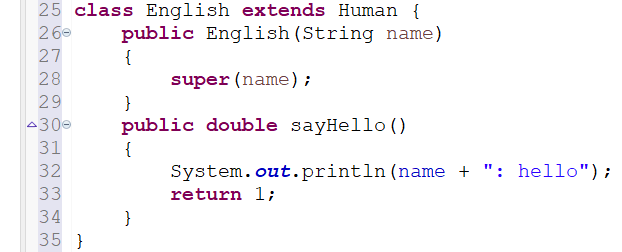 25 class English extends Human {
26 public English(String name)
27 {
28 super(name);
29 }
30 public double sayHello()
31 {
32 System.out.println(name + ": hello");
33 return 1;
34 }
35 }